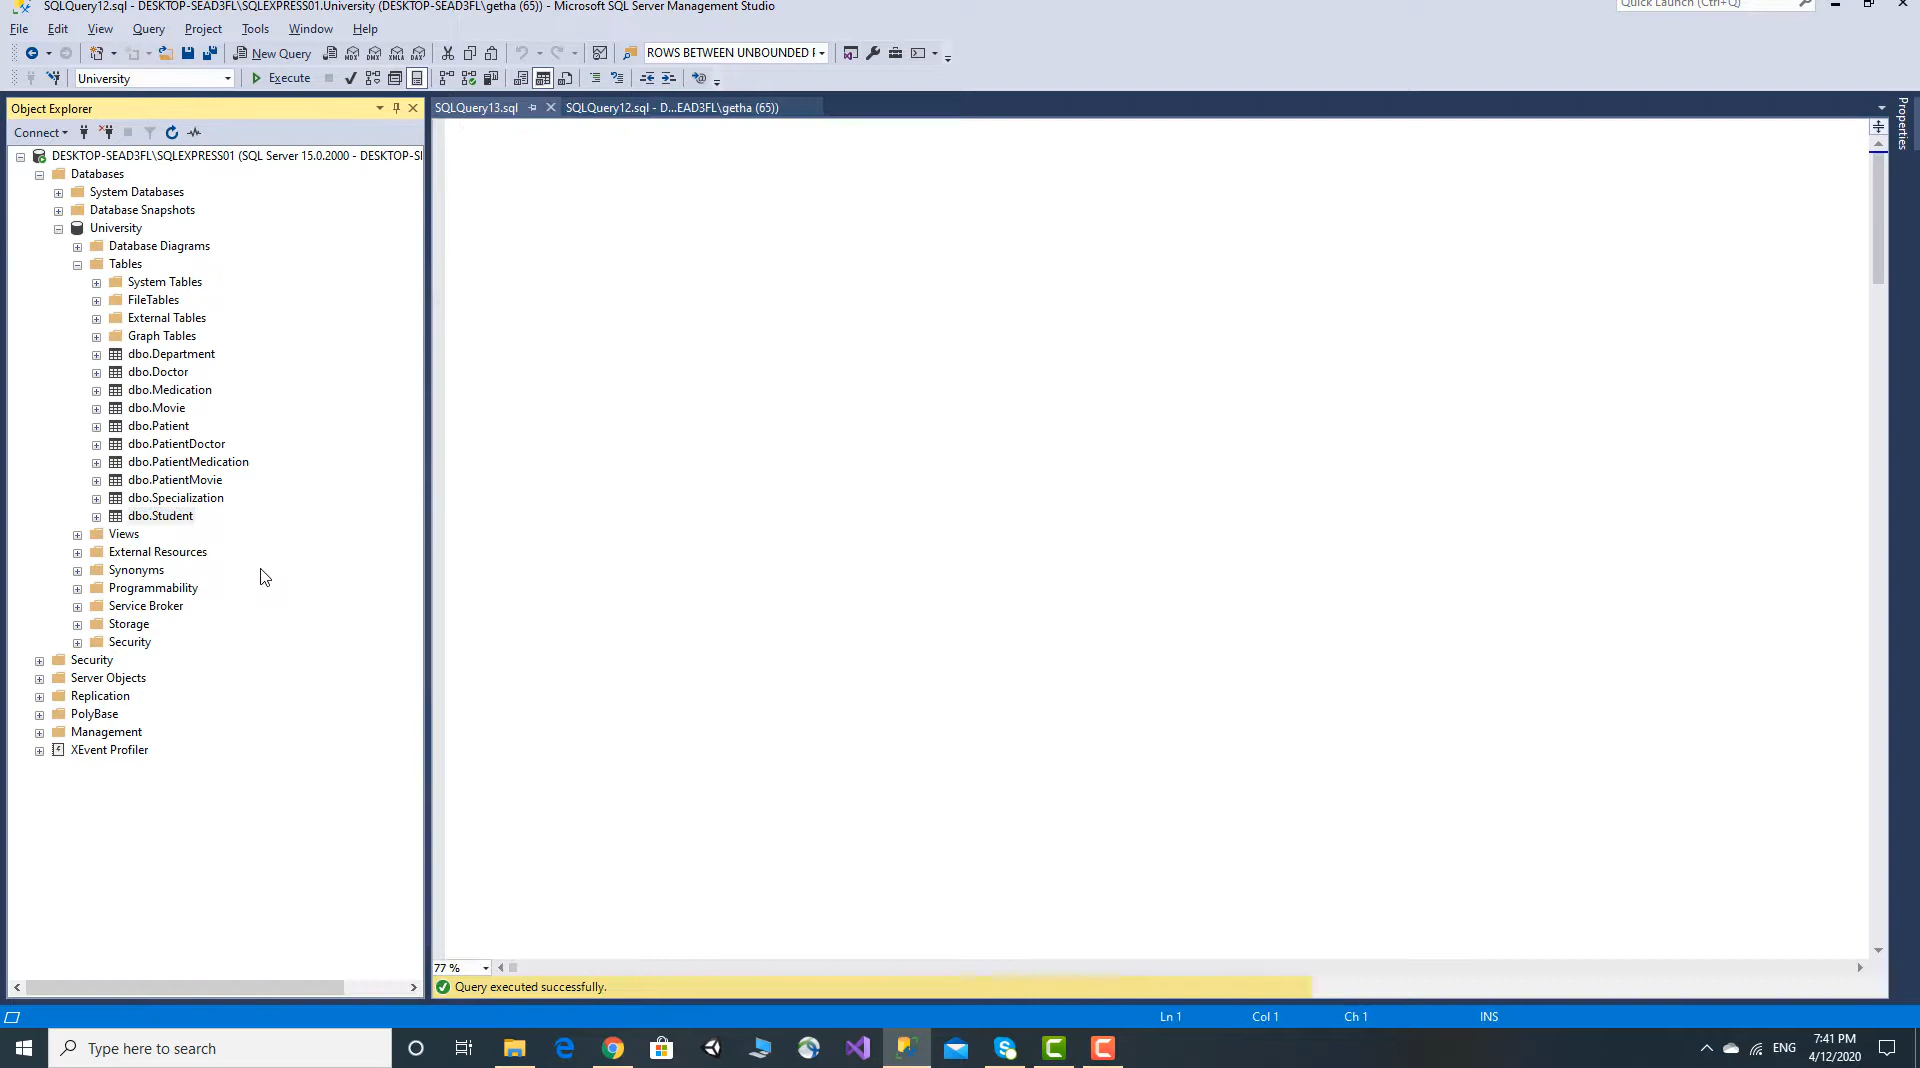 SQLQuery12.sql - DESKTOP-SEAD3FL\SQLEXPRESS01.University (DESKTOP-SEAD3FL\getha (65)) - Microsoft SQL Server Management Studio
Quick Launch (Ctrl+Q)
File Edit View Query Project Tools Window Help
New Query MDX DMX XMLA DAX ROWS BETWEEN UNBOUNDED F
University Execute
Object Explorer
SQLQuery13.sql SQLQuery12.sql - D...EAD3FL\getha (65))
Properties
Connect
DESKTOP-SEAD3FL\SQLEXPRESS01 (SQL Server 15.0.2000 - DESKTOP-SE
Databases
System Databases
Database Snapshots
University
Database Diagrams
Tables
System Tables
FileTables
External Tables
Graph Tables
dbo.Department
dbo.Doctor
dbo.Medication
dbo.Movie
dbo.Patient
dbo.PatientDoctor
dbo.PatientMedication
dbo.PatientMovie
dbo.Specialization
dbo.Student
Views
External Resources
Synonyms
Programmability
Service Broker
Storage
Security
Security
Server Objects
Replication
PolyBase
Management
XEvent Profiler
77 %
Query executed successfully.
Ln 1 Col 1 Ch 1 INS
Type here to search
ENG
7:41 PM
4/12/2020